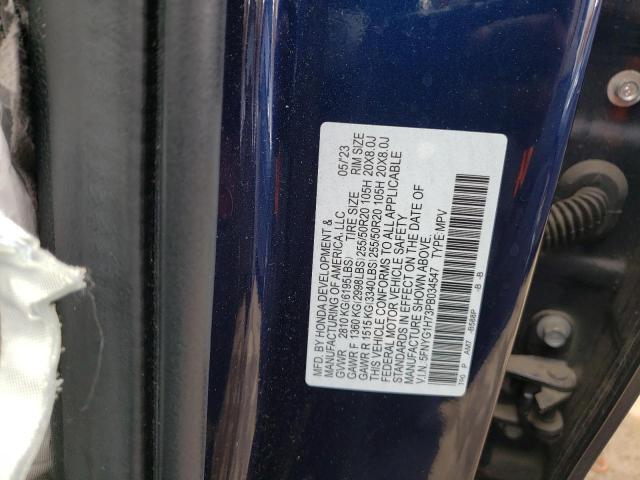 MFD. BY HONDA DEVELOPMENT & 05/23
MANUFACTURING OF AMERICA, LLC
GVWR 2810 KG(6195LBS) TIRE SIZE RIM SIZE
GAWR F 1360 KG(2998LBS)255/50R20 105H 20X8.0J
GAWR R 1515 KG(3340LBS)255/50R20 105H 20X8.0J
THIS VEHICLE CONFORMS TO ALL APPLICABLE
FEDERAL MOTOR VEHICLE SAFETY
STANDARDS IN EFFECT ON THE DATE OF
MANUFACTURE SHOWN ABOVE.
V.I.N. 5FNYG1H73PB034547 TYPE:MPV
P A3X7 -B588P -B -B